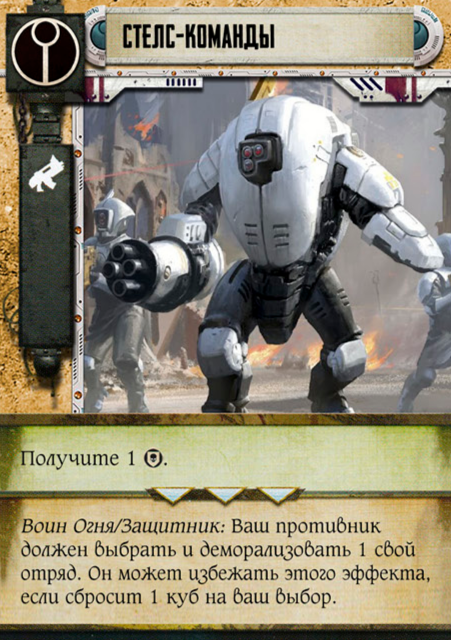 СТЕЛС-КОМАНДЫ
Получите 1 .
Воин Огня/Защитник: Ваш противник
должен выбрать и деморализовать 1 свой
отряд. Он может избежать этого эффекта,
если сбросит 1 куб на ваш выбор.